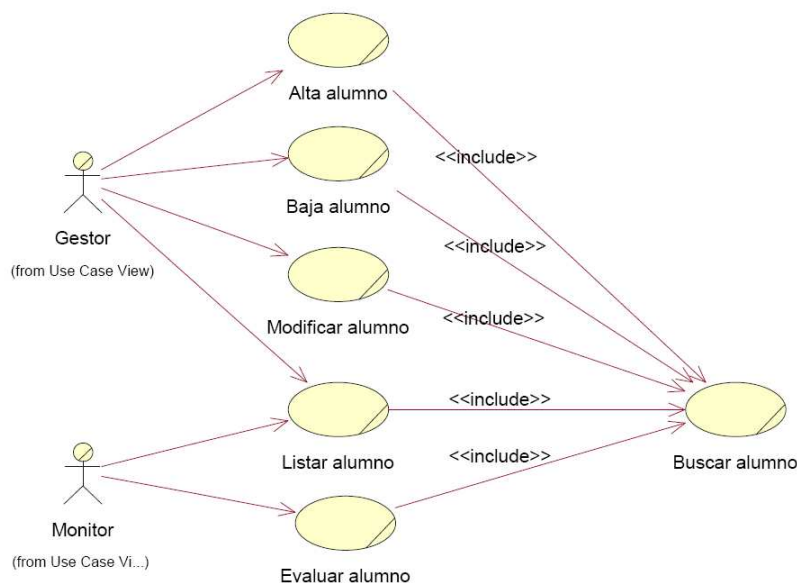 Alta alumno
<<include>>
Baja alumno
Gestor
(from Use Case View)
<<include>>
Modificar alumno
<<include>>
<<include>>
Listar alumno
<<include>>
Buscar alumno
Monitor
(from Use Case Vi...)
Evaluar alumno